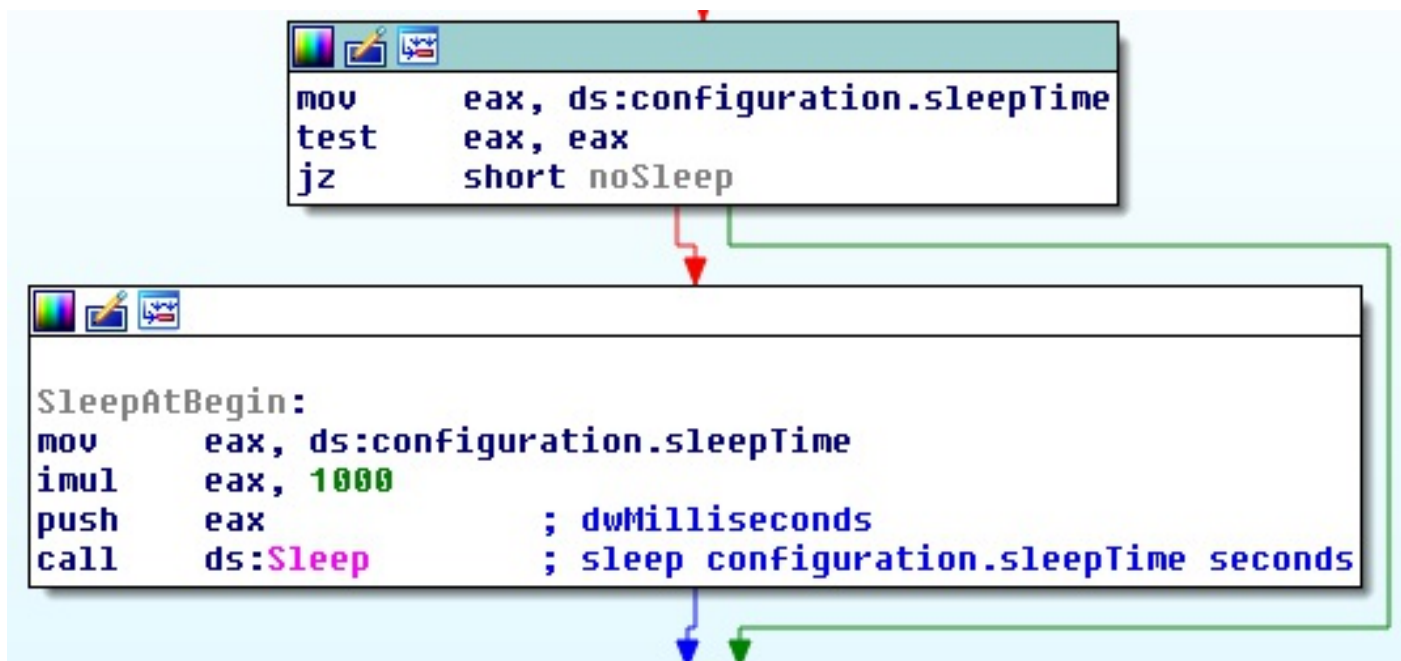 mov eax, ds:configuration.sleepTime
test eax, eax
jz short noSleep
SleepAtBegin:
mov eax, ds:configuration.sleepTime
imul eax, 1000
push eax ; dwMilliseconds
call ds:Sleep ; sleep configuration.sleepTime seconds